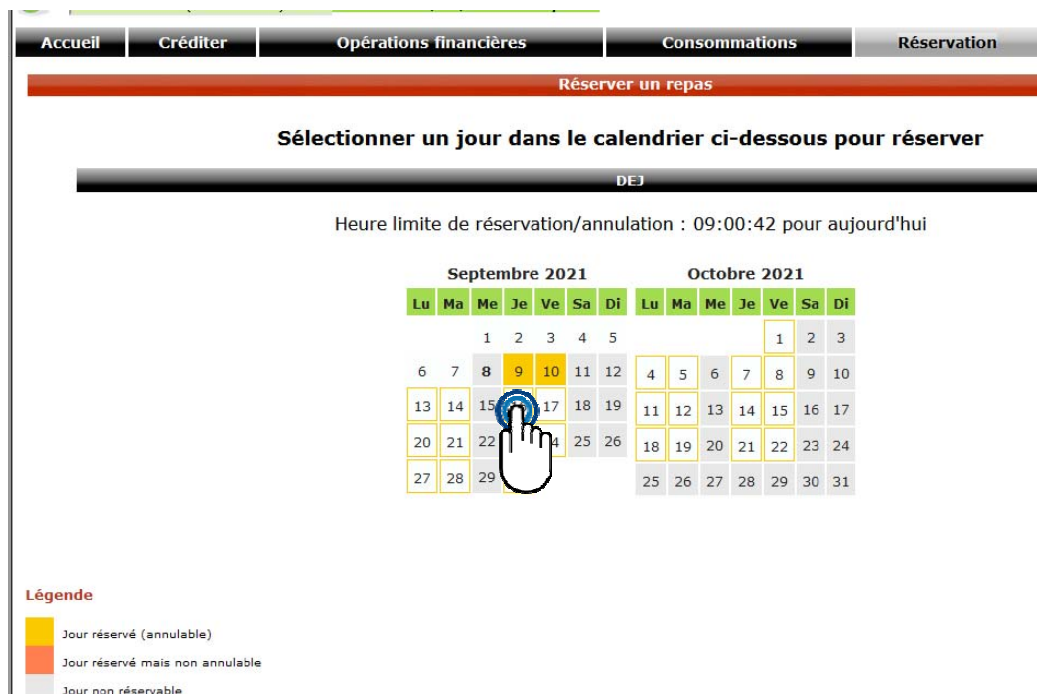 Accueil Créditer Opérations financières Consommations Réservation
Réserver un repas
Sélectionner un jour dans le calendrier ci-dessous pour réserver
DEJ
Heure limite de réservation/annulation : 09:00:42 pour aujourd'hui
Septembre 2021 Octobre 2021
Lu Ma Me Je Ve Sa Di Lu Ma Me Je Ve Sa Di
1 2 3 4 5 1 2 3
6 7 8 9 10 11 12 4 5 6 7 8 9 10
13 14 15 17 18 19 11 12 13 14 15 16 17
20 21 22 25 26 18 19 20 21 22 23 24
27 28 29 25 26 27 28 29 30 31
Légende
Jour réservé (annulable)
Jour réservé mais non annulable
Jour non réservable